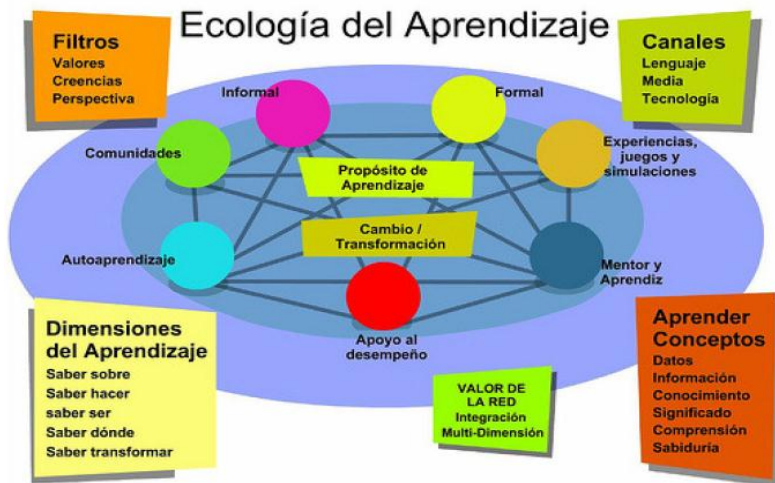 Ecología del Aprendizaje
Filtros
Valores
Creencias
Perspectiva
Canales
Lenguaje
Media
Tecnología
Informal
Formal
Comunidades
Experiencias,
juegos y
simulaciones
Propósito de
Aprendizaje
Cambio /
Transformación
Autoaprendizaje
Mentor y
Aprendiz
Apoyo al
desempeño
Dimensiones
del Aprendizaje
Saber sobre
Saber hacer
saber ser
Saber dónde
Saber transformar
VALOR DE
LA RED
Integración
Multi-Dimensión
Aprender
Conceptos
Datos
Información
Conocimiento
Significado
Comprensión
Sabiduría